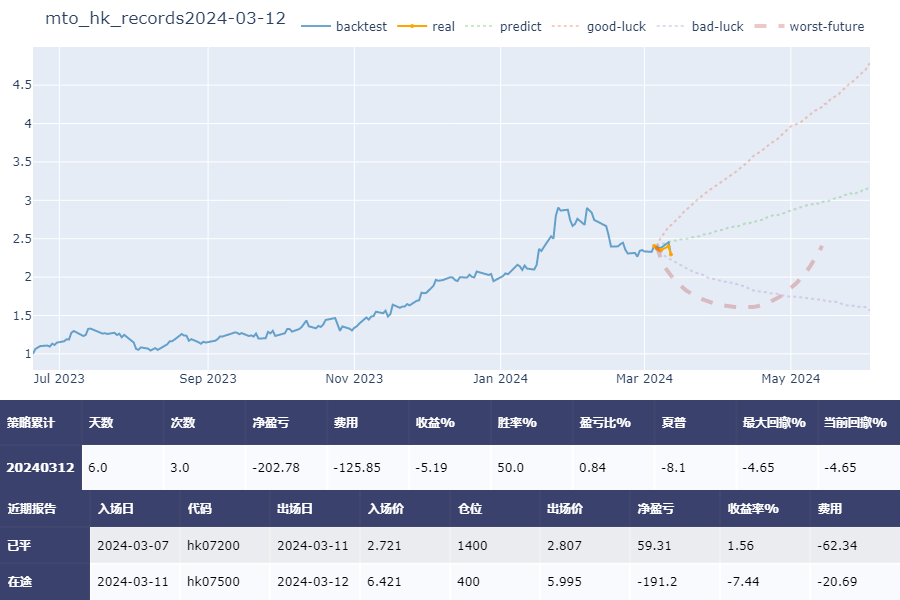 mto_hk_records2024-03-12
backtest real predict good-luck bad-luck worst-future
4.5
4
3.5
3
2.5
2
1.5
1
Jul 2023 Sep 2023 Nov 2023 Jan 2024 Mar 2024 May 2024
策略累计 天数 次数 净盈亏 费用 收益% 胜率% 盈亏比% 夏普 最大回撤% 当前回撤%
20240312 6.0 3.0 -202.78 -125.85 -5.19 50.0 0.84 -8.1 -4.65 -4.65
近期报告 入场日 代码 出场日 入场价 仓位 出场价 净盈亏 收益率% 费用
已平 2024-03-07 hk07200 2024-03-11 2.721 1400 2.807 59.31 1.56 -62.34
在途 2024-03-11 hk07500 2024-03-12 6.421 400 5.995 -191.2 -7.44 -20.69